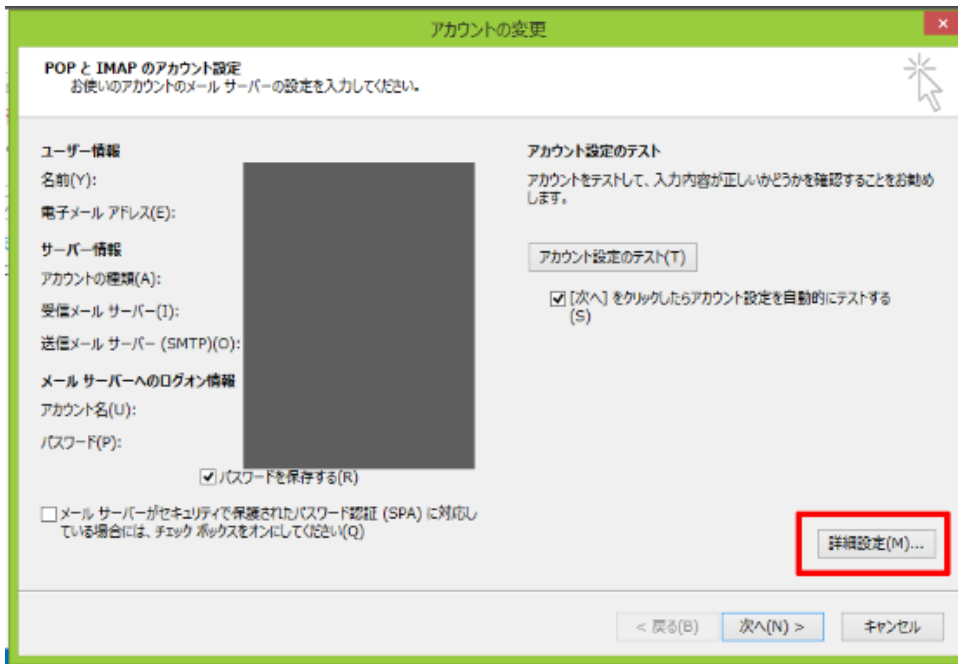 アカウントの変更
POP と IMAP のアカウント設定
お使いのアカウントのメール サーバーの設定を入力してください。
ユーザー情報
名前(Y):
電子メール アドレス(E):
サーバー情報
アカウントの種類(A):
受信メール サーバー(I):
送信メール サーバー (SMTP)(O):
メール サーバーへのログオン情報
アカウント名(U):
パスワード(P):
パスワードを保存する(R)
メール サーバーがセキュリティで保護されたパスワード認証 (SPA) に対応し
ている場合には、チェック ボックスをオンにしてください(Q)
アカウント設定のテスト
アカウントをテストして、入力内容が正しいかどうかを確認することをお勧め
します。
アカウント設定のテスト(T)
[次へ] をクリックしたらアカウント設定を自動的にテストする
(S)
詳細設定(M)...
< 戻る(B)
次へ(N) >
キャンセル